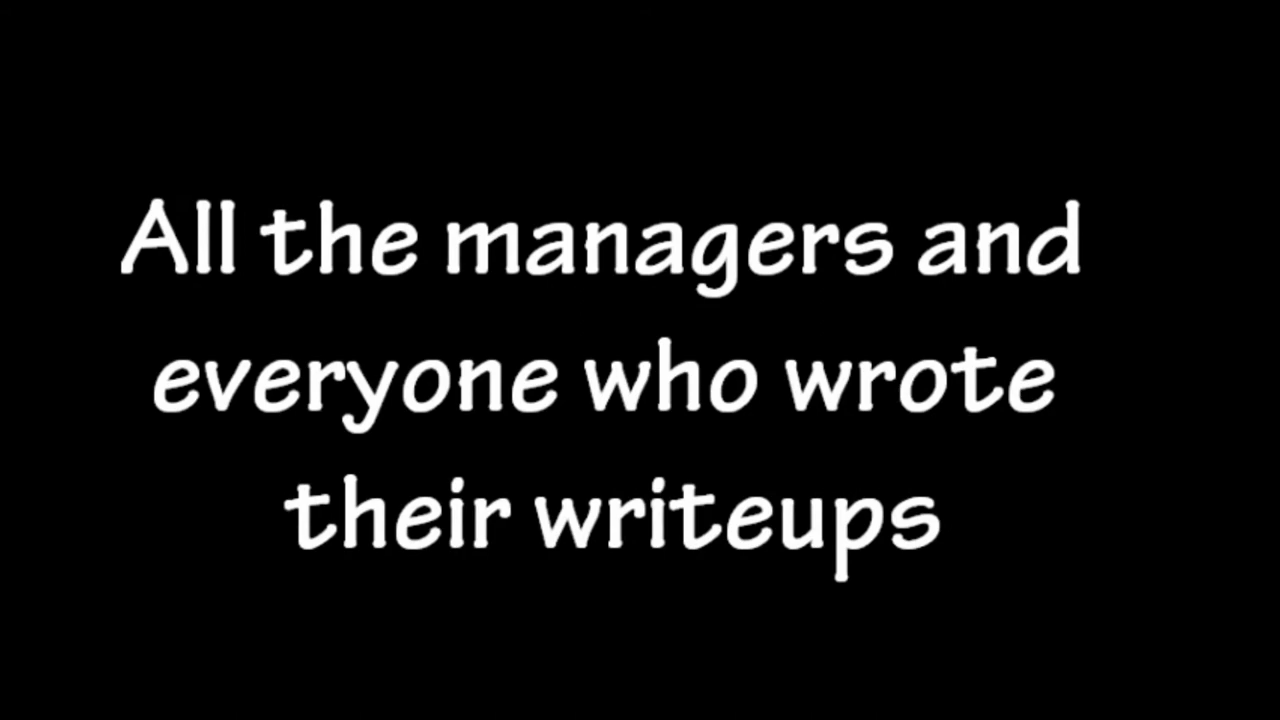 All the managers and
everyone who wrote
their writeups